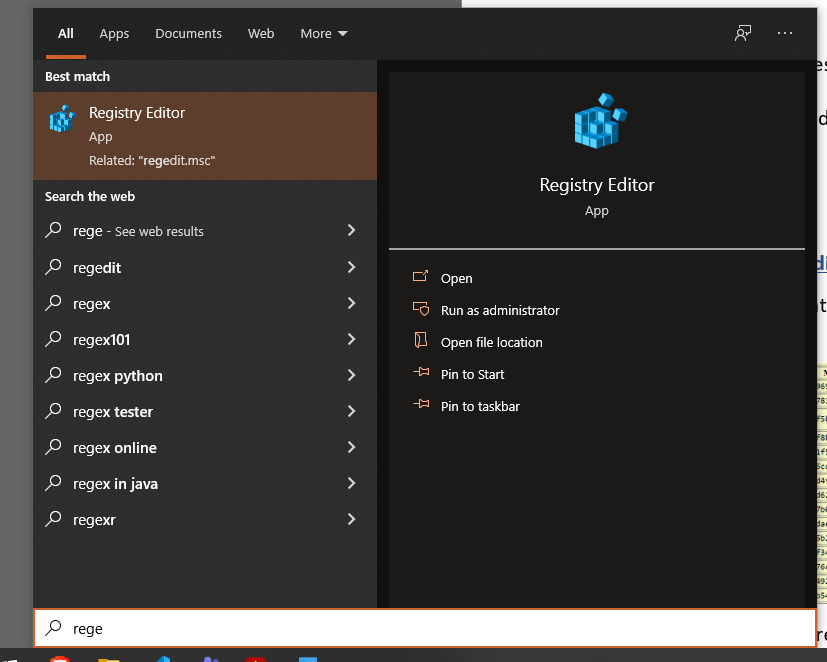 All Apps Documents Web More
Best match
Registry Editor
App
Related: "regedit.msc"
Search the web
rege - See web results
regedit
regex
regex101
regex python
regex tester
regex online
regex in java
regexr
Registry Editor
App
Open
Run as administrator
Open file location
Pin to Start
Pin to taskbar
rege